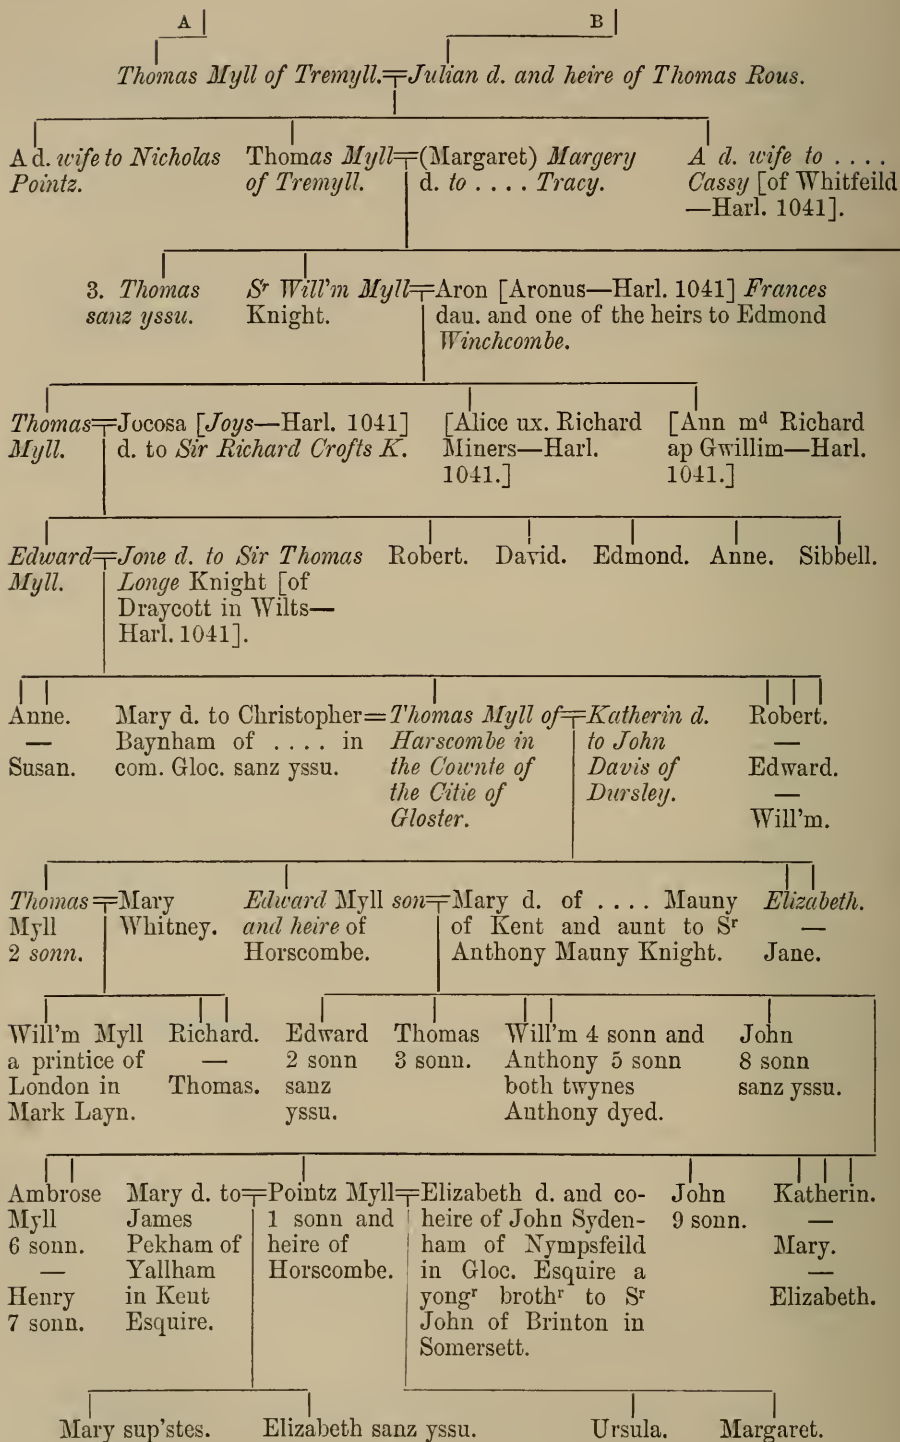 A B
Thomas Myll of Tremyll. Julian d. and heire of Thomas Rous.
A d. wife to Nicholas
Pointz.
Thomas Myll
of Tremyll.
(Margaret) Margery
d. to .... Tracy.
A d. wife to ....
Cassy [of Whitfeild
—Harl. 1041].
3. Thomas
sanz yssu.
Sr Will'm Myll
Knight.
Aron [Aronus—Harl. 1041] Frances
dau. and one of the heirs to Edmond
Winchcombe.
Thomas
Myll.
Jocosa [Joys—Harl. 1041]
d. to Sir Richard Crofts K.
[Alice ux. Richard
Miners—Harl.
1041.]
[Ann md Richard
ap Gwillim—Harl.
1041.]
Edward
Myll.
Jone d. to Sir Thomas
Longe Knight [of
Draycott in Wilts—
Harl. 1041].
Robert. David. Edmond. Anne. Sibbell.
Anne.
—
Susan.
Mary d. to Christopher
Baynham of .... in
com. Gloc. sanz yssu.
= Thomas Myll of
Harscombe in
the Counte of
the Citie of
Gloster.
Katherin d.
to John
Davis of
Dursley.
Robert.
—
Edward.
—
Will'm.
Thomas
Myll
2 sonn.
Mary
Whitney.
Edward Myll son
and heire of
Horscombe.
Mary d. of .... Mauny
of Kent and aunt to Sr
Anthony Mauny Knight.
Elizabeth.
—
Jane.
Will'm Myll
a printice of
London in
Mark Layn.
Richard.
—
Thomas.
Edward
2 sonn
sanz
yssu.
Thomas
3 sonn.
Will'm 4 sonn and
Anthony 5 sonn
both twynes
Anthony dyed.
John
8 sonn
sanz yssu.
Ambrose
Myll
6 sonn.
—
Henry
7 sonn.
Mary d. to
James
Pekham of
Yallham
in Kent
Esquire.
Pointz Myll
1 sonn and
heire of
Horscombe.
Elizabeth d. and co-
heire of John Syden-
ham of Nympsfeild
in Gloc. Esquire a
yongr brothr to Sr
John of Brinton in
Somersett.
John
9 sonn.
Katherin.
—
Mary.
—
Elizabeth.
Mary sup'stes. Elizabeth sanz yssu. Ursula. Margaret.